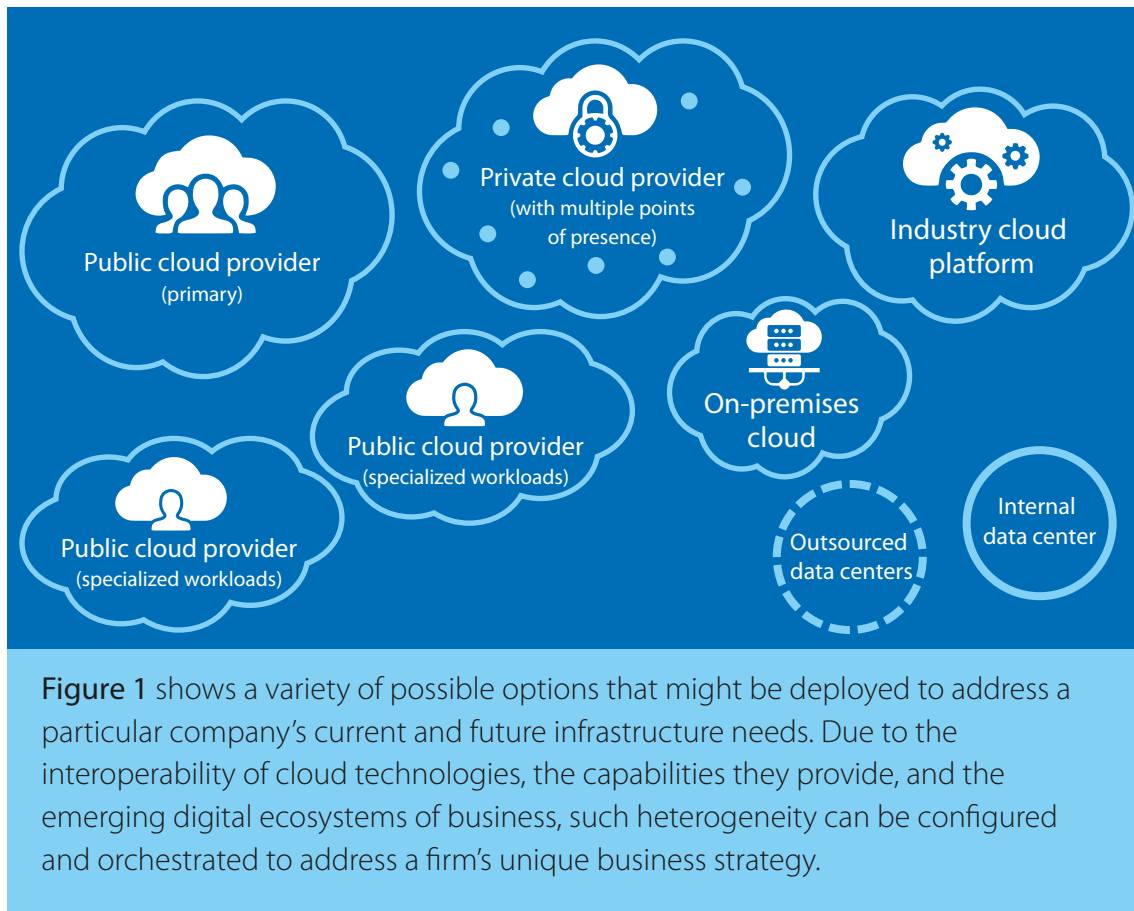 Public cloud provider
(primary)
Private cloud provider
(with multiple points
of presence)
Industry cloud
platform
Public cloud provider
(specialized workloads)
On-premises
cloud
Public cloud provider
(specialized workloads)
Outsourced
data centers
Internal
data center
Figure 1 shows a variety of possible options that might be deployed to address a
particular company’s current and future infrastructure needs. Due to the
interoperability of cloud technologies, the capabilities they provide, and the
emerging digital ecosystems of business, such heterogeneity can be configured
and orchestrated to address a firm’s unique business strategy.